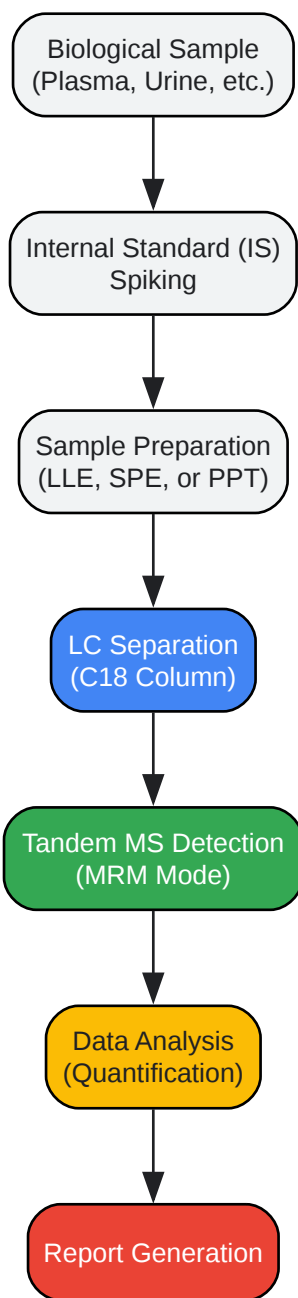 Biological Sample
(Plasma, Urine, etc.)
Internal Standard (IS)
Spiking
Sample Preparation
(LLE, SPE, or PPT)
LC Separation
(C18 Column)
Tandem MS Detection
(MRM Mode)
Data Analysis
(Quantification)
Report Generation